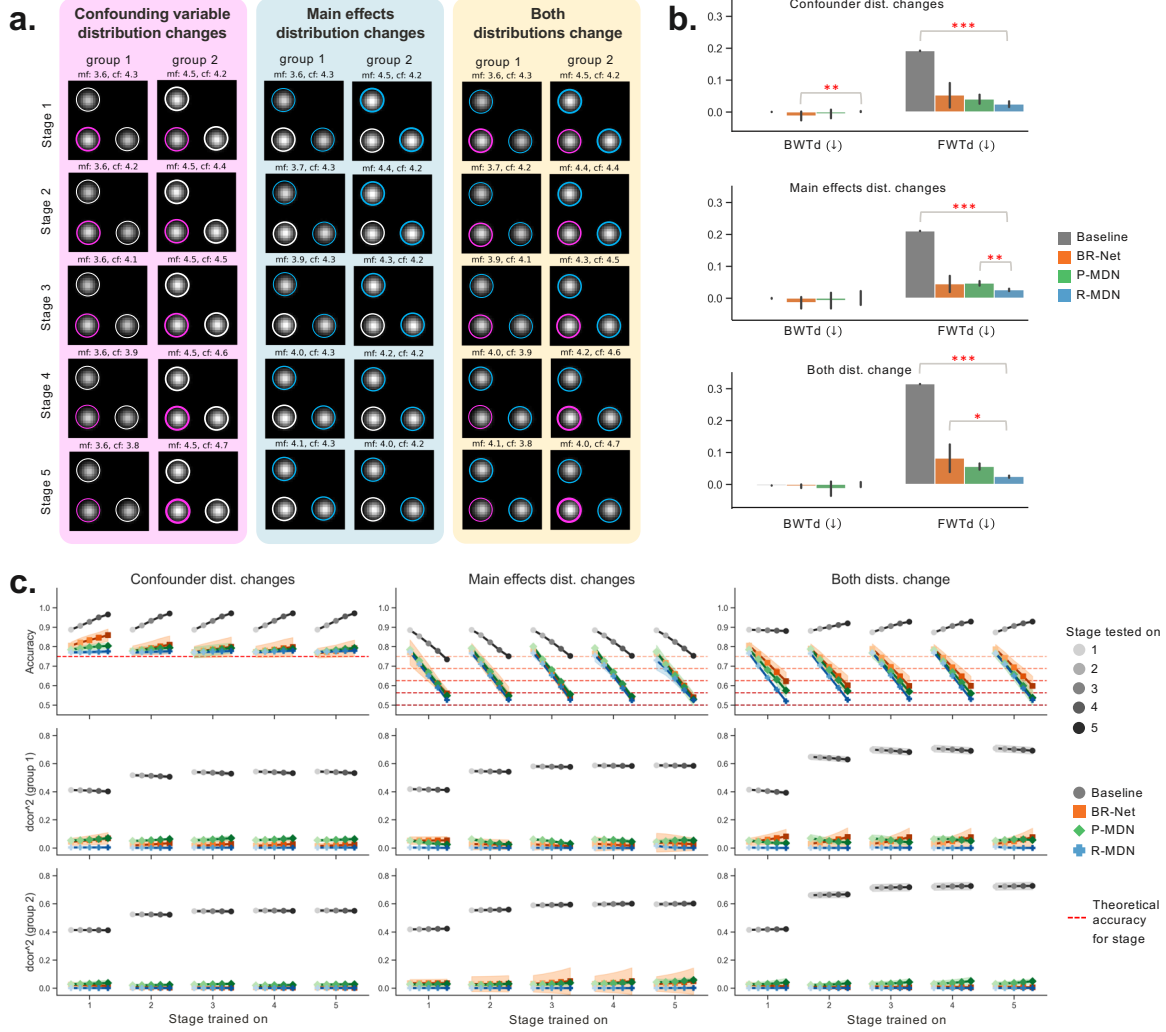 a.
Confounding variable
distribution changes
Main effects
distribution changes
Both
distributions change
group 1
group 2
group 1
group 2
group 1
group 2
mf: 3.6, cf: 4.3
mf: 4.5, cf: 4.2
mf: 3.6, cf: 4.3
mf: 4.5, cf: 4.2
mf: 3.6, cf: 4.3
mf: 4.5, cf: 4.2
Stage 1
mf: 3.6, cf: 4.2
mf: 4.5, cf: 4.4
mf: 3.7, cf: 4.3
mf: 4.4, cf: 4.2
mf: 3.7, cf: 4.2
mf: 4.4, cf: 4.4
Stage 2
mf: 3.6, cf: 4.1
mf: 4.5, cf: 4.5
mf: 3.9, cf: 4.3
mf: 4.3, cf: 4.2
mf: 3.9, cf: 4.1
mf: 4.3, cf: 4.5
Stage 3
mf: 3.6, cf: 3.9
mf: 4.5, cf: 4.6
mf: 4.0, cf: 4.3
mf: 4.2, cf: 4.2
mf: 4.0, cf: 3.9
mf: 4.2, cf: 4.6
Stage 4
mf: 3.6, cf: 3.8
mf: 4.5, cf: 4.7
mf: 4.1, cf: 4.3
mf: 4.0, cf: 4.2
mf: 4.1, cf: 3.8
mf: 4.0, cf: 4.7
Stage 5
b.
Confounder dist. changes
0.3
0.2
0.1
0.0
**
***
BWTd (↓)
FWTd (↓)
Main effects dist. changes
0.3
0.2
0.1
0.0
***
**
BWTd (↓)
FWTd (↓)
Both dist. change
0.3
0.2
0.1
0.0
***
*
BWTd (↓)
FWTd (↓)
Baseline
BR-Net
P-MDN
R-MDN
c.
Confounder dist. changes
Main effects dist. changes
Both dists. change
Accuracy
1.0
0.9
0.8
0.7
0.6
0.5
dcor^2 (group 1)
0.8
0.6
0.4
0.2
0.0
dcor^2 (group 2)
0.8
0.6
0.4
0.2
0.0
1 2 3 4 5
1 2 3 4 5
1 2 3 4 5
Stage trained on
Stage trained on
Stage trained on
Stage tested on
1
2
3
4
5
Baseline
BR-Net
P-MDN
R-MDN
Theoretical
accuracy
for stage